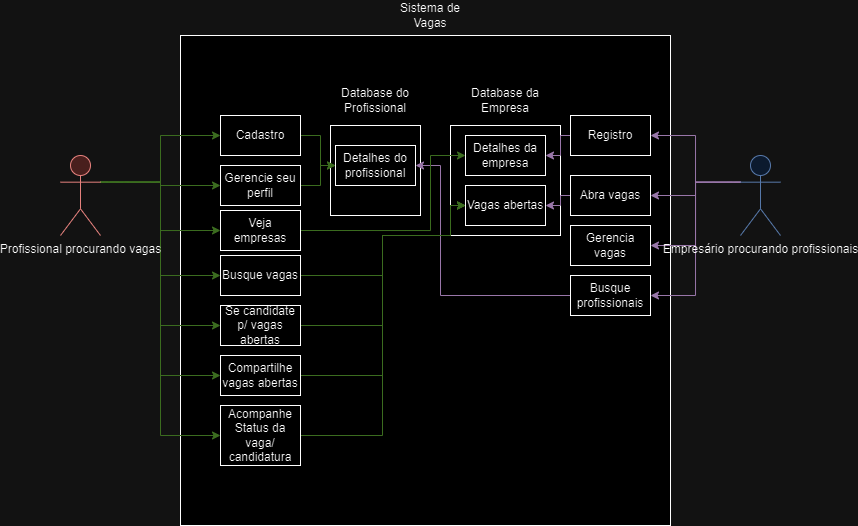 Sistema de
Vagas
Database do
Profissional
Database da
Empresa
Cadastro
Detalhes do
profissional
Detalhes da
empresa
Registro
Gerencie seu
perfil
Vagas abertas
Abra vagas
Veja
empresas
Gerencia
vagas
Profissional procurando vagas
Empresário procurando profissionais
Busque vagas
Busque
profissionais
Se candidate
p/ vagas
abertas
Compartilhe
vagas abertas
Acompanhe
Status da
vaga/
candidatura